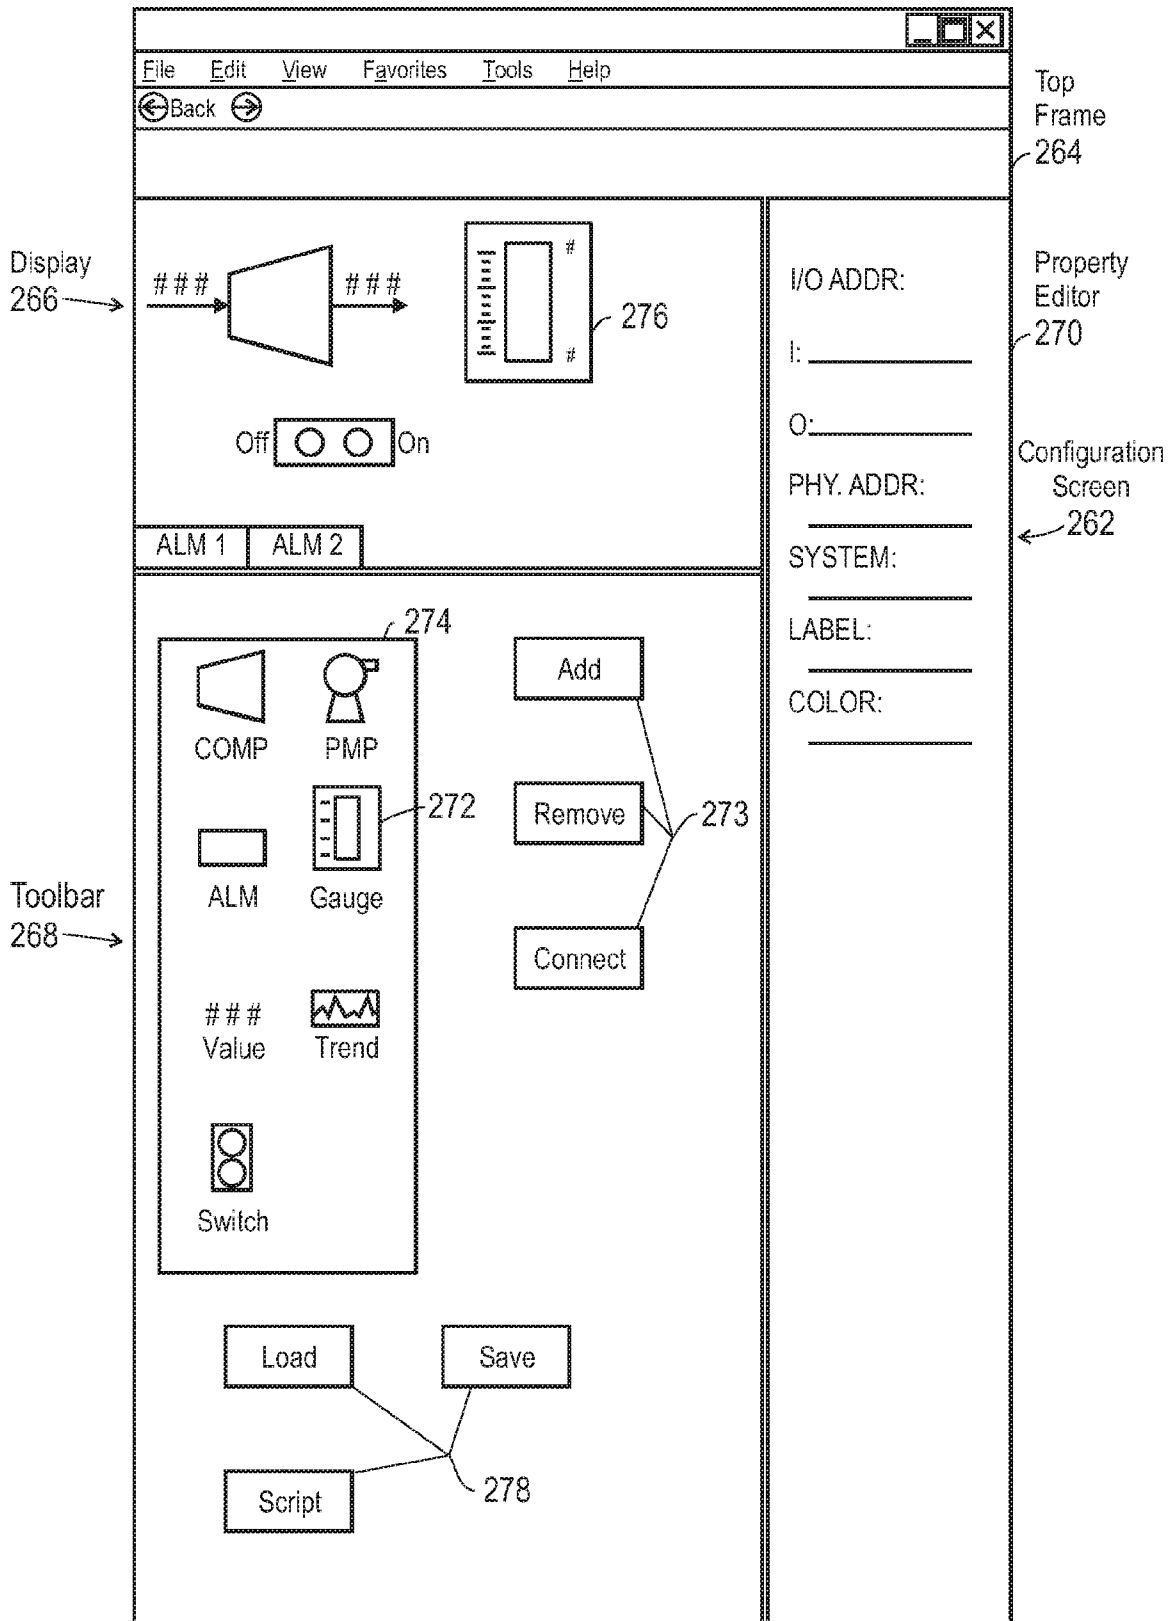 File Edit View Favorites Tools Help
Back
Top
Frame
264
Display
266
# # #
# # #
#
#
276
Off
On
ALM 1
ALM 2
I/O ADDR:
I:
O:
PHY. ADDR:
SYSTEM:
LABEL:
COLOR:
Property
Editor
270
Configuration
Screen
262
Toolbar
268
274
COMP
PMP
272
ALM
Gauge
# # #
Value
Trend
Switch
Add
Remove
Connect
273
Load
Save
Script
278